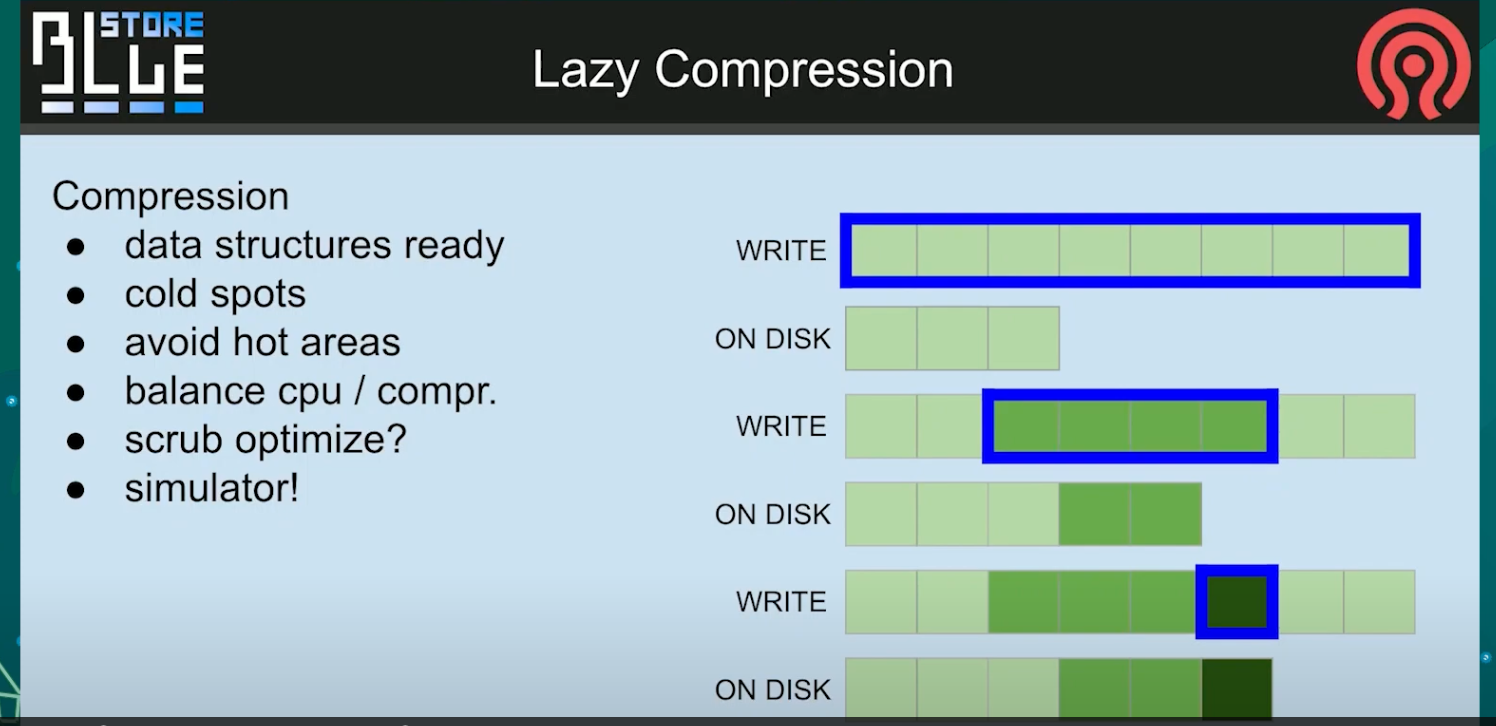 BLUE STORE
Lazy Compression
Compression
● data structures ready
● cold spots
● avoid hot areas
● balance cpu / compr.
● scrub optimize?
● simulator!
WRITE
ON DISK
WRITE
ON DISK
WRITE
ON DISK